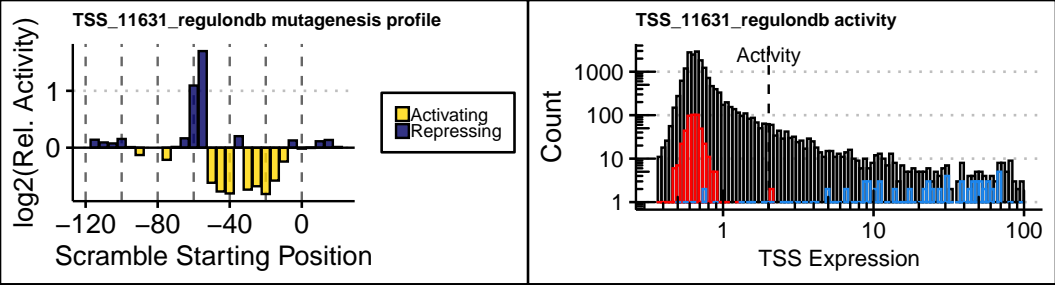 TSS_11631_regulondb mutagenesis profile
log2(Rel. Activity)
1
0
−120
−80
−40
0
Scramble Starting Position
Activating
Repressing
TSS_11631_regulondb activity
Activity
Count
1000
100
10
1
1
10
100
TSS Expression